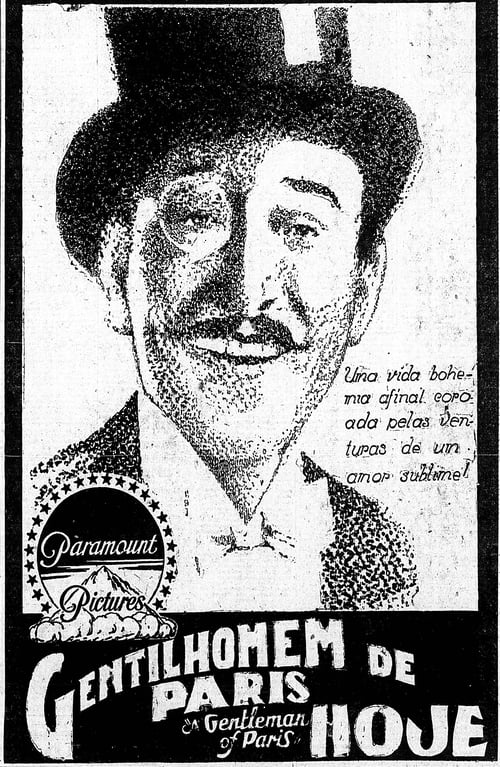 Uma vida bohe-
mia afinal coro-
ada pelas ven-
turas de um
amor sublime!
Paramount
Pictures
GENTILHOMEM DE
PARIS
A Gentleman
of Paris
HOJE